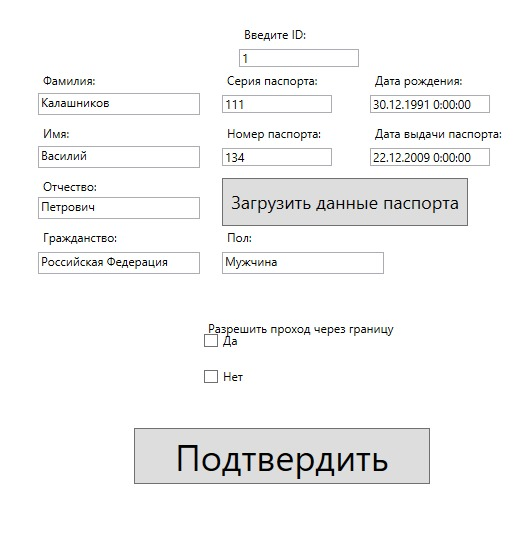 Введите ID:
1
Фамилия: Серия паспорта: Дата рождения:
Калашников 111 30.12.1991 0:00:00
Имя: Номер паспорта: Дата выдачи паспорта:
Василий 134 22.12.2009 0:00:00
Отчество:
Петрович
Загрузить данные паспорта
Гражданство: Пол:
Российская Федерация Мужчина
Разрешить проход через границу
Да
Нет
Подтвердить